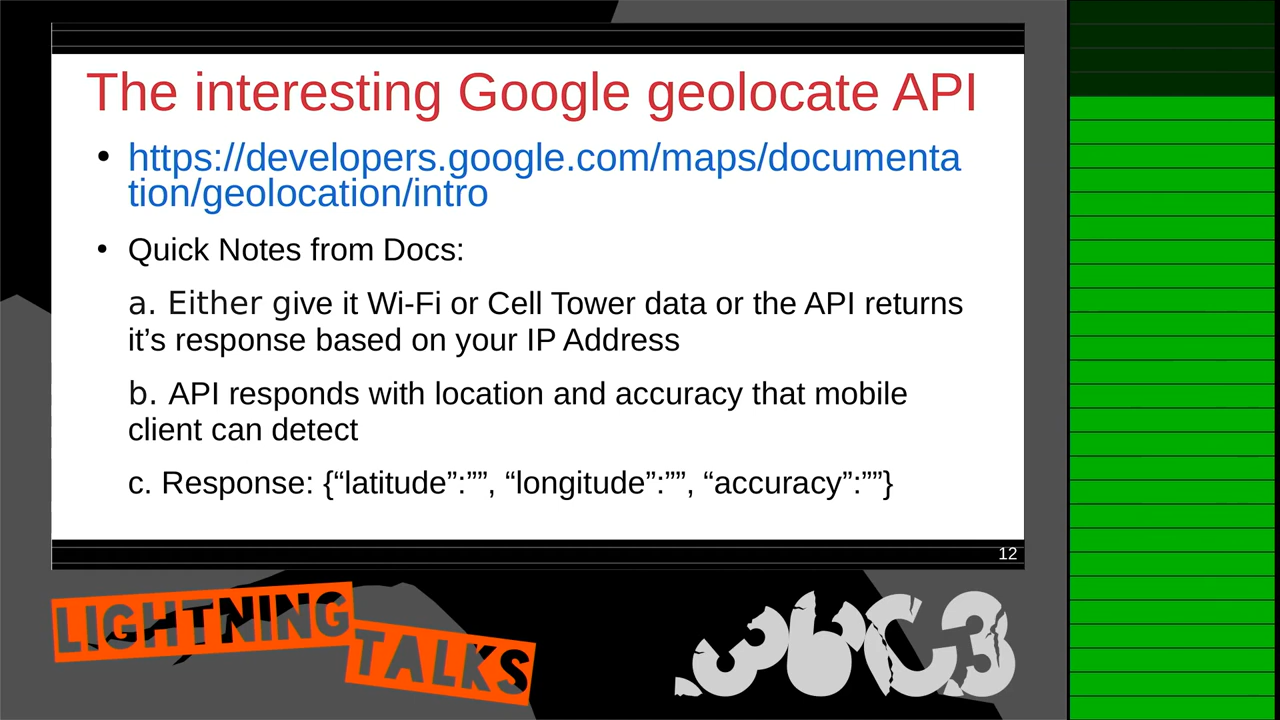 The interesting Google geolocate API
• https://developers.google.com/maps/documenta
tion/geolocation/intro
• Quick Notes from Docs:
a. Either give it Wi-Fi or Cell Tower data or the API returns
it’s response based on your IP Address
b. API responds with location and accuracy that mobile
client can detect
c. Response: {“latitude”:””, “longitude”:””, “accuracy”:””}
12
LIGHTNING
TALKS
36C3